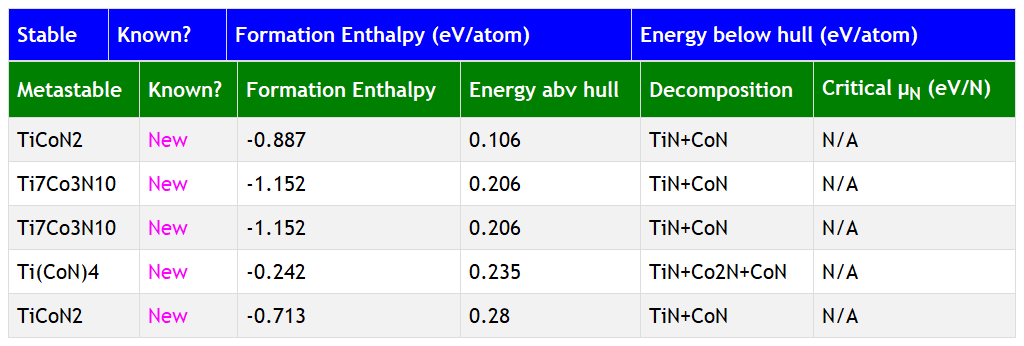 Stable Known? Formation Enthalpy (eV/atom) Energy below hull (eV/atom)
Metastable Known? Formation Enthalpy Energy abv hull Decomposition Critical μN (eV/N)
TiCoN2 New -0.887 0.106 TiN+CoN N/A
Ti7Co3N10 New -1.152 0.206 TiN+CoN N/A
Ti7Co3N10 New -1.152 0.206 TiN+CoN N/A
Ti(CoN)4 New -0.242 0.235 TiN+Co2N+CoN N/A
TiCoN2 New -0.713 0.28 TiN+CoN N/A